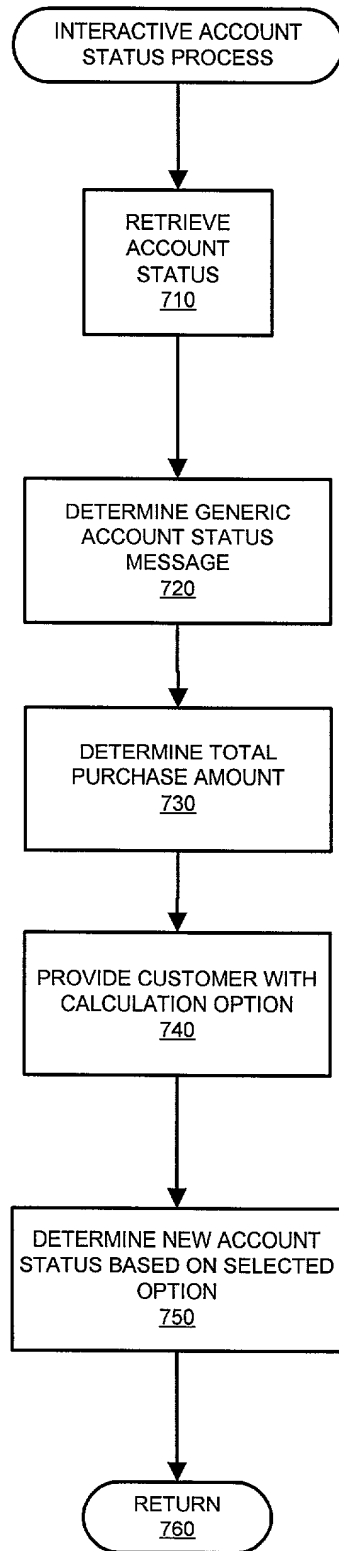 INTERACTIVE ACCOUNT
STATUS PROCESS
RETRIEVE
ACCOUNT
STATUS
710
DETERMINE GENERIC
ACCOUNT STATUS
MESSAGE
720
DETERMINE TOTAL
PURCHASE AMOUNT
730
PROVIDE CUSTOMER WITH
CALCULATION OPTION
740
DETERMINE NEW ACCOUNT
STATUS BASED ON SELECTED
OPTION
750
RETURN
760